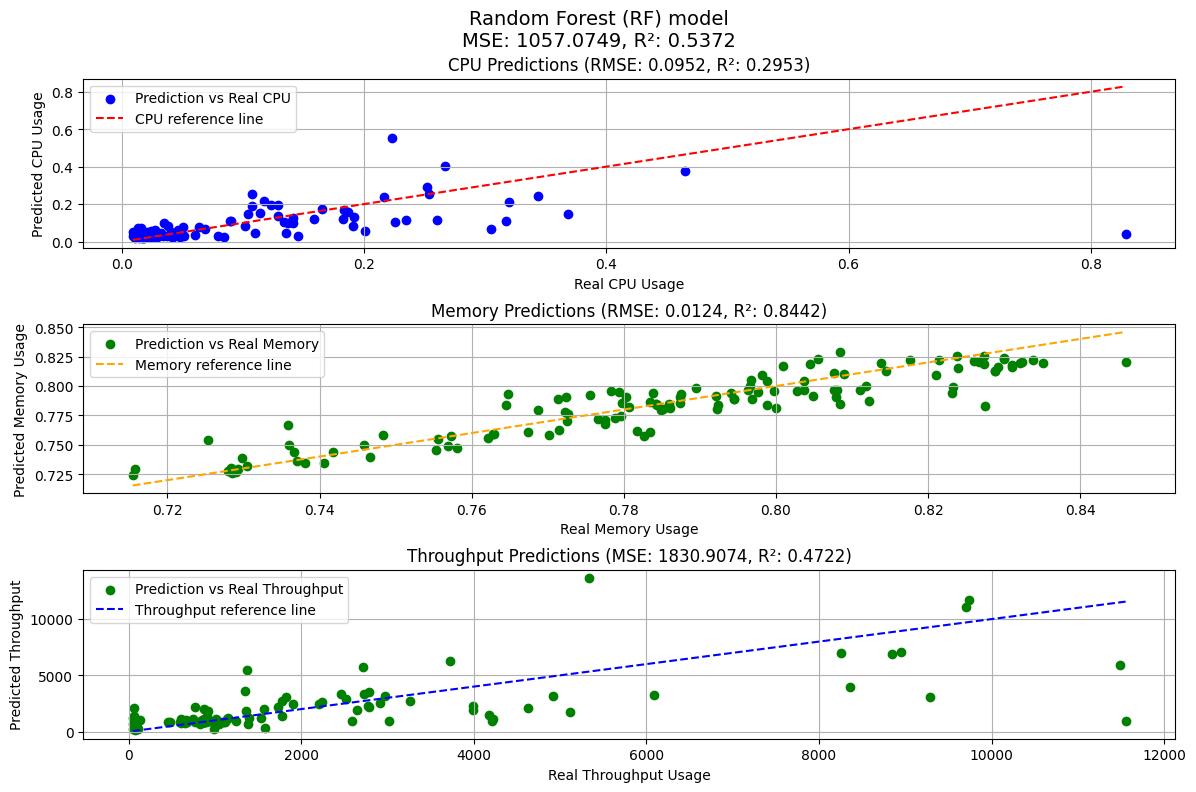 Random Forest (RF) model
MSE: 1057.0749, R²: 0.5372
CPU Predictions (RMSE: 0.0952, R²: 0.2953)
Predicted CPU Usage
0.8
0.6
0.4
0.2
0.0
Prediction vs Real CPU
CPU reference line
0.0 0.2 0.4 0.6 0.8
Real CPU Usage
Memory Predictions (RMSE: 0.0124, R²: 0.8442)
Predicted Memory Usage
0.850
0.825
0.800
0.775
0.750
0.725
Prediction vs Real Memory
Memory reference line
0.72 0.74 0.76 0.78 0.80 0.82 0.84
Real Memory Usage
Throughput Predictions (MSE: 1830.9074, R²: 0.4722)
Predicted Throughput
10000
5000
0
Prediction vs Real Throughput
Throughput reference line
0 2000 4000 6000 8000 10000 12000
Real Throughput Usage